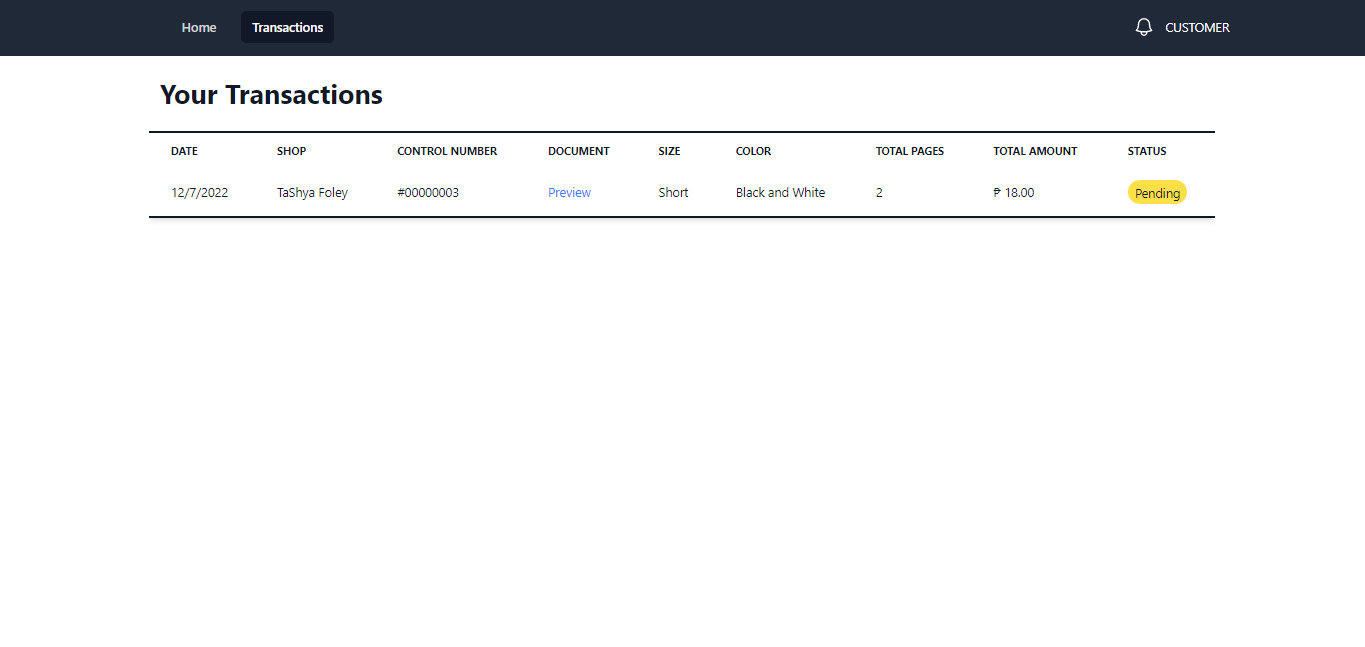 Home Transactions CUSTOMER
Your Transactions
DATE SHOP CONTROL NUMBER DOCUMENT SIZE COLOR TOTAL PAGES TOTAL AMOUNT STATUS
12/7/2022 TaShya Foley #00000003 Preview Short Black and White 2 ₱ 18.00 Pending